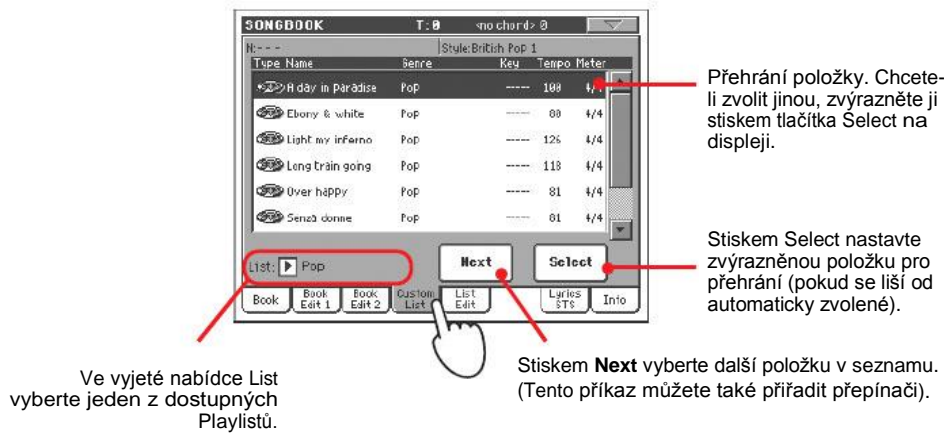 SONGBOOK T:0 <no chord> 0
N:--- Style:British Pop 1
Type Name Genre Key Tempo Meter
A day in paradise Pop ----- 100 4/4
Ebony & white Pop ----- 80 4/4
Light my inferno Pop ----- 126 4/4
Long train going Pop ----- 118 4/4
Over happy Pop ----- 81 4/4
Senza donne Pop ----- 81 4/4
List: Pop
Next
Select
Book
Book
Edit 1
Book
Edit 2
Custom
List
List
Edit
Lyrics
STS
Info
Přehrání položky. Chcete-
li zvolit jinou, zvýrazněte ji
stiskem tlačítka Select na
displeji.
Stiskem Select nastavte
zvýrazněnou položku pro
přehrání (pokud se liší od
automaticky zvolené).
Stiskem Next vyberte další položku v seznamu.
(Tento příkaz můžete také přiřadit přepínači).
Ve vyjeté nabídce List
vyberte jeden z dostupných
Playlistů.